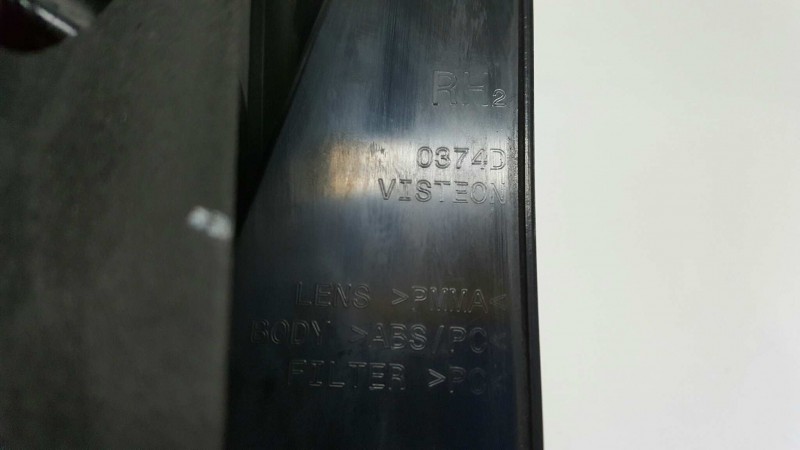 RH2
0374D
VISTEON
LENS >PMMA<
BODY >ABS/PC<
FILTER >PC<